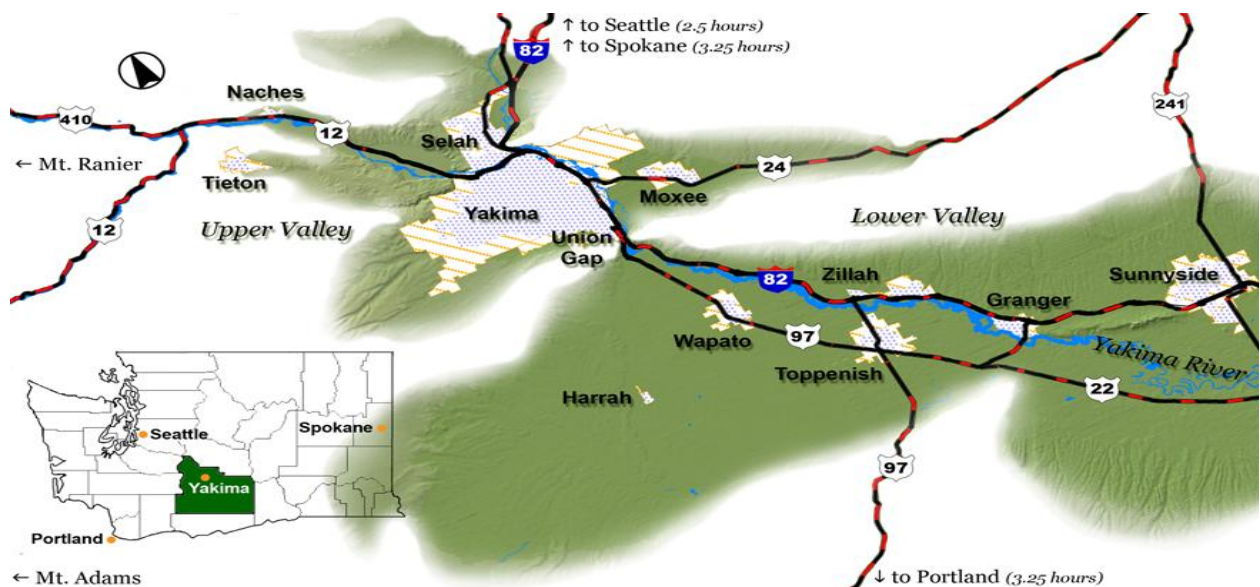 ↑ to Seattle (2.5 hours)
↑ to Spokane (3.25 hours)
82
Naches
410
12
Selah
241
← Mt. Ranier
Tieton
24
Moxee
12
Upper Valley
Yakima
Lower Valley
Union
Gap
82
Zillah
Sunnyside
Granger
Wapato
97
Yakima River
Toppenish
22
Harrah
Seattle
Spokane
97
Yakima
Portland
← Mt. Adams
↓ to Portland (3.25 hours)